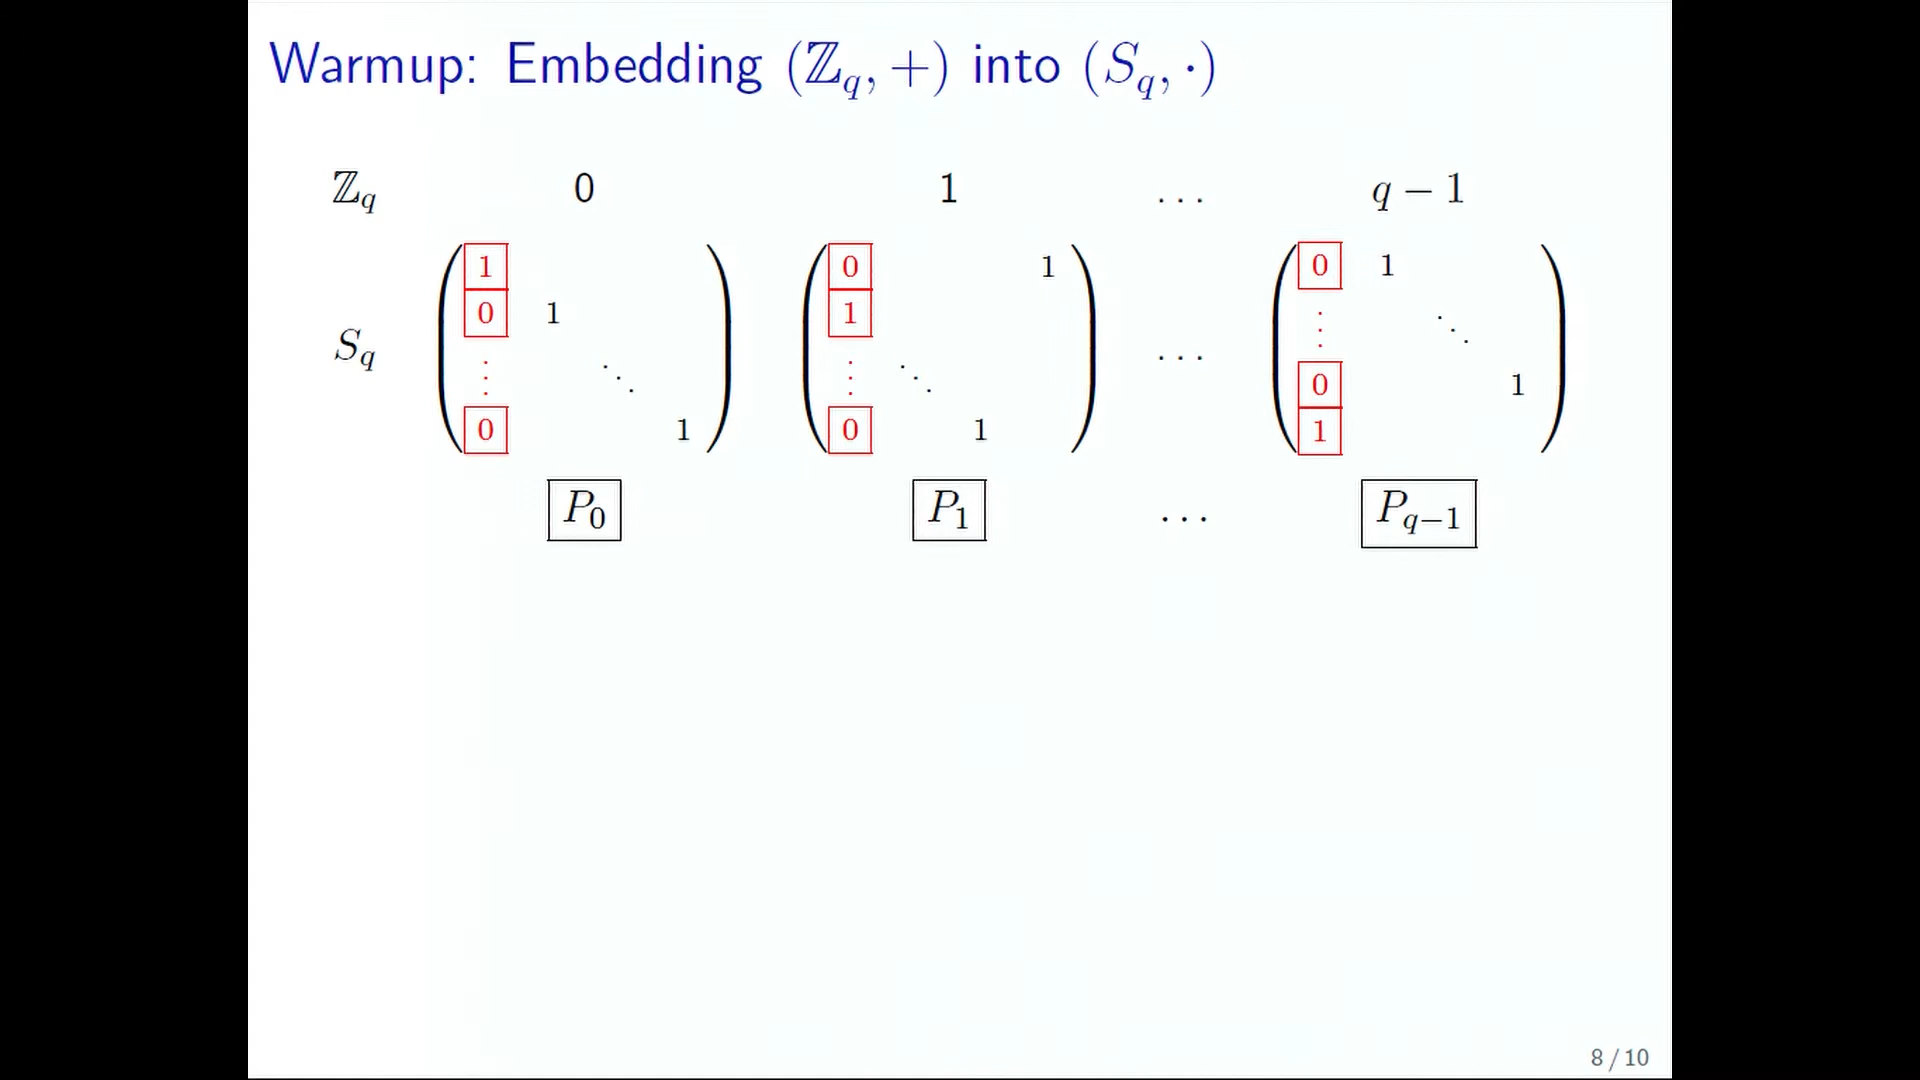 Warmup: Embedding (ℤ_q, +) into (S_q, ·)
ℤ_q 0 1 ... q − 1
1 0 1 0 1
0 1 1
S_q ⋮ ⋱ ⋮ ⋱ ... ⋮ ⋱
0 1
0 1 0 1 1
P_0 P_1 ... P_{q−1}
8 / 10